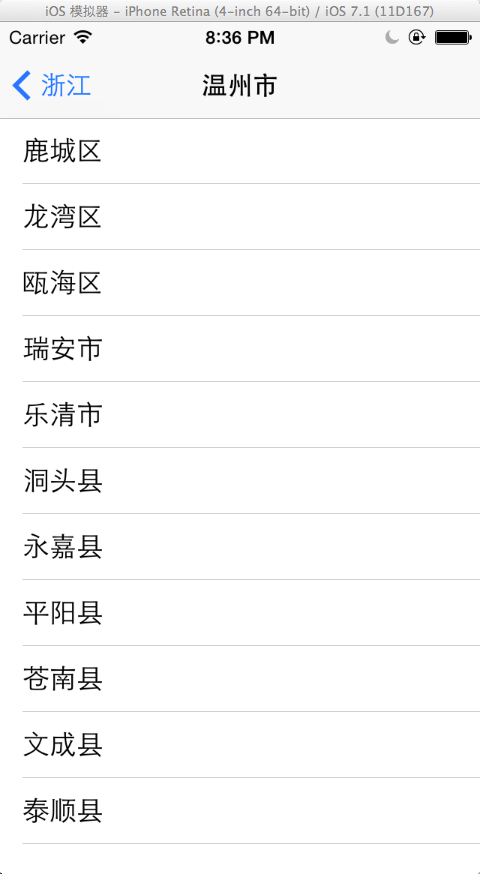 iOS 模拟器 – iPhone Retina (4-inch 64-bit) / iOS 7.1 (11D167)
Carrier 8:36 PM
浙江 温州市
鹿城区
龙湾区
瓯海区
瑞安市
乐清市
洞头县
永嘉县
平阳县
苍南县
文成县
泰顺县